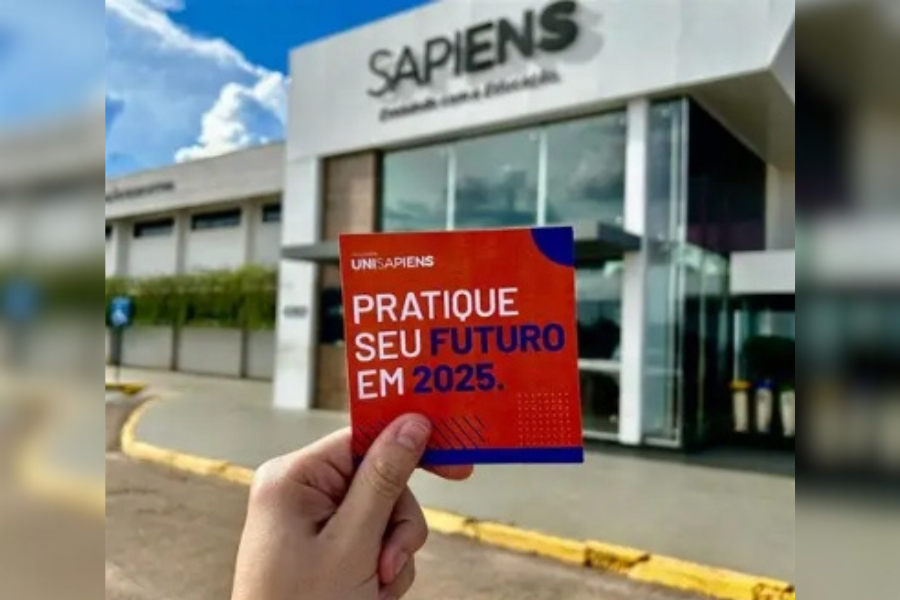 SAPIENS
UNISAPIENS
PRATIQUE
SEU FUTURO
EM 2025.